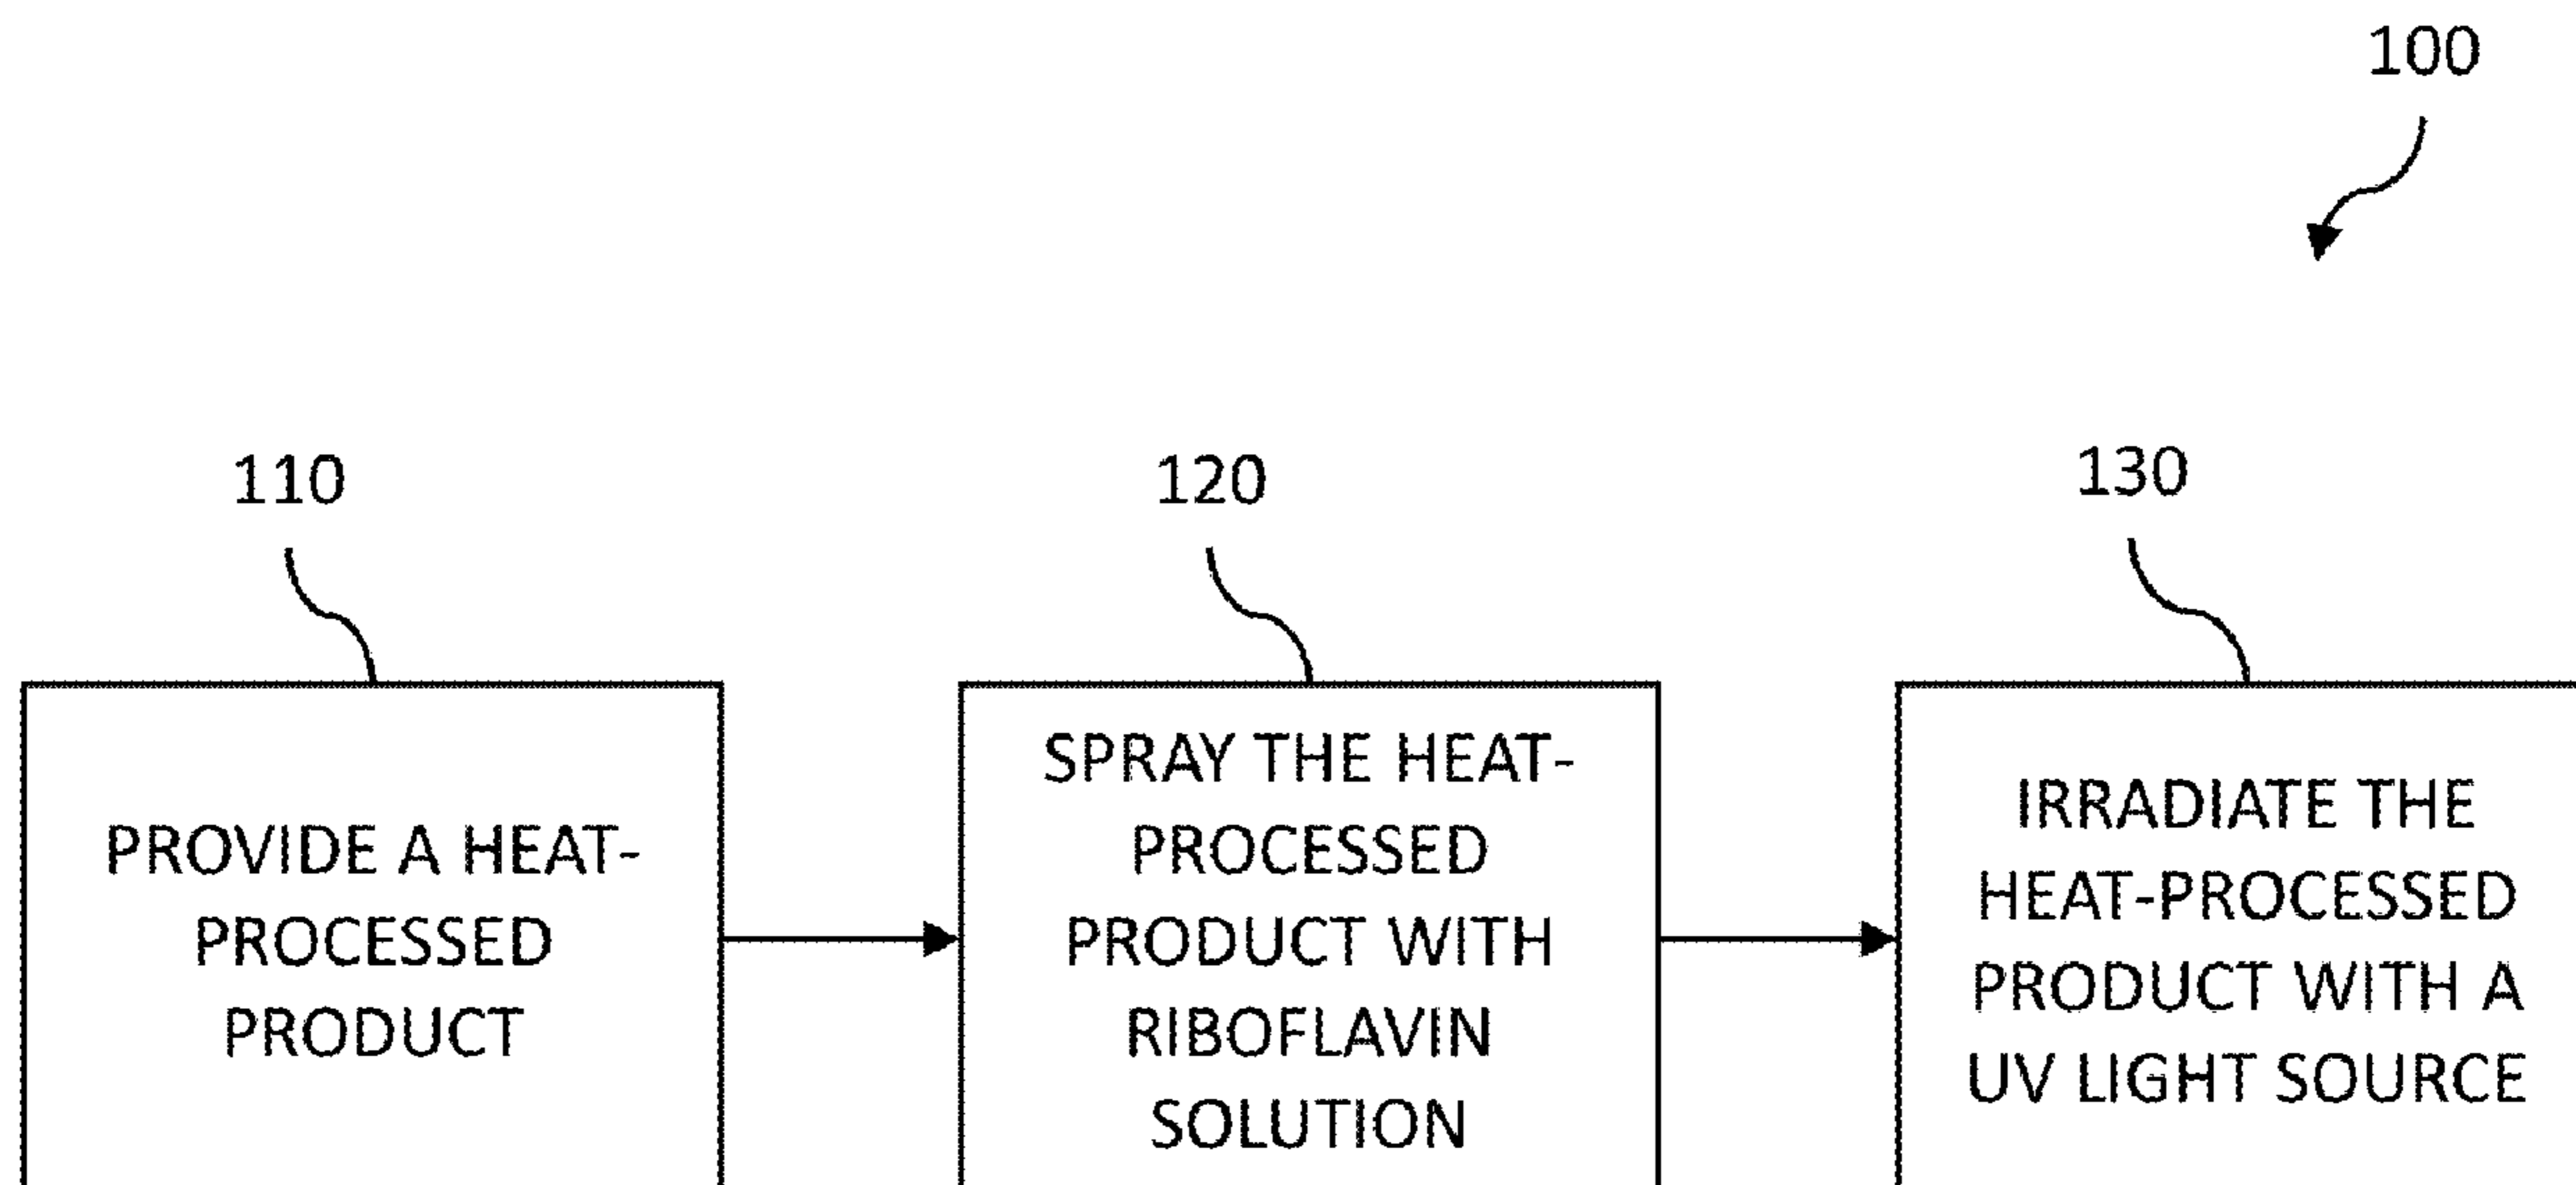 100
110
120
130
PROVIDE A HEAT-
PROCESSED
PRODUCT
SPRAY THE HEAT-
PROCESSED
PRODUCT WITH
RIBOFLAVIN
SOLUTION
IRRADIATE THE
HEAT-PROCESSED
PRODUCT WITH A
UV LIGHT SOURCE